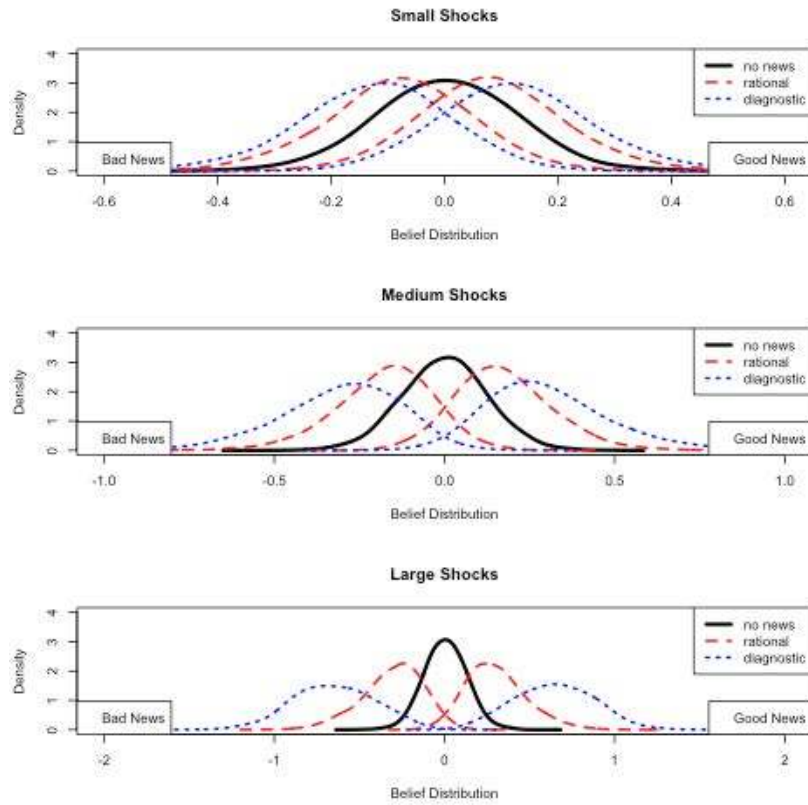 Small Shocks
Density
0 1 2 3 4
no news
rational
diagnostic
Bad News
Good News
-0.6 -0.4 -0.2 0.0 0.2 0.4 0.6
Belief Distribution
Medium Shocks
Density
0 1 2 3 4
no news
rational
diagnostic
Bad News
Good News
-1.0 -0.5 0.0 0.5 1.0
Belief Distribution
Large Shocks
Density
0 1 2 3 4
no news
rational
diagnostic
Bad News
Good News
-2 -1 0 1 2
Belief Distribution